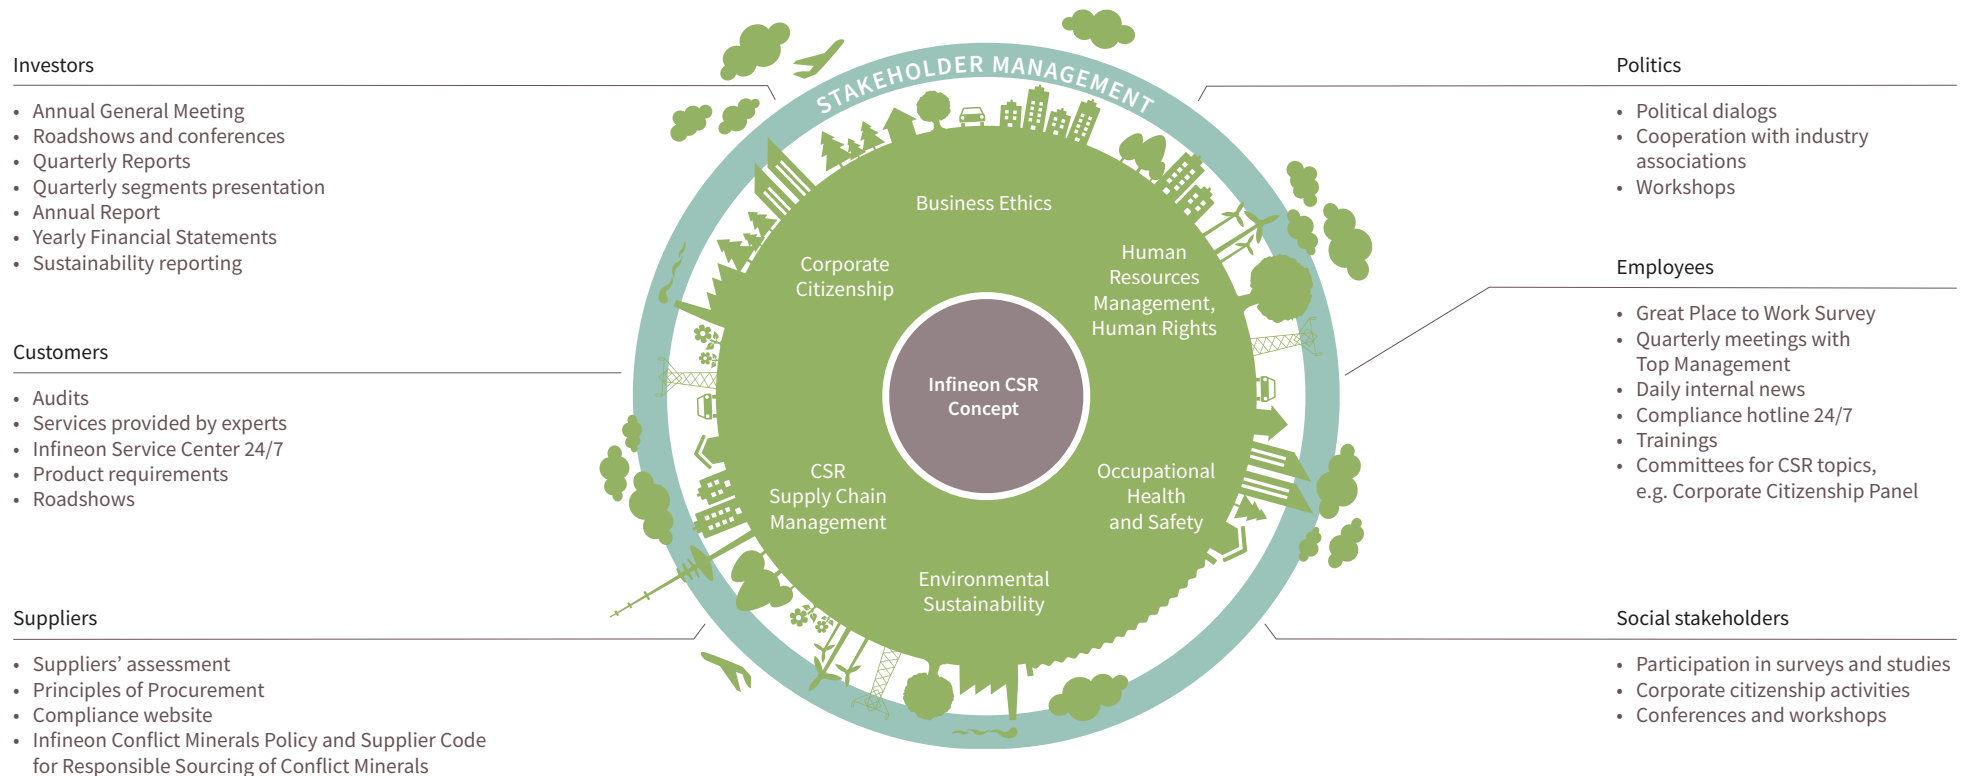 Investors
• Annual General Meeting
• Roadshows and conferences
• Quarterly Reports
• Quarterly segments presentation
• Annual Report
• Yearly Financial Statements
• Sustainability reporting
Customers
• Audits
• Services provided by experts
• Infineon Service Center 24/7
• Product requirements
• Roadshows
Suppliers
• Suppliers’ assessment
• Principles of Procurement
• Compliance website
• Infineon Conflict Minerals Policy and Supplier Code
for Responsible Sourcing of Conflict Minerals
STAKEHOLDER MANAGEMENT
Business Ethics
Corporate
Citizenship
Human
Resources
Management,
Human Rights
Infineon CSR
Concept
CSR
Supply Chain
Management
Occupational
Health
and Safety
Environmental
Sustainability
Politics
• Political dialogs
• Cooperation with industry
associations
• Workshops
Employees
• Great Place to Work Survey
• Quarterly meetings with
Top Management
• Daily internal news
• Compliance hotline 24/7
• Trainings
• Committees for CSR topics,
e.g. Corporate Citizenship Panel
Social stakeholders
• Participation in surveys and studies
• Corporate citizenship activities
• Conferences and workshops